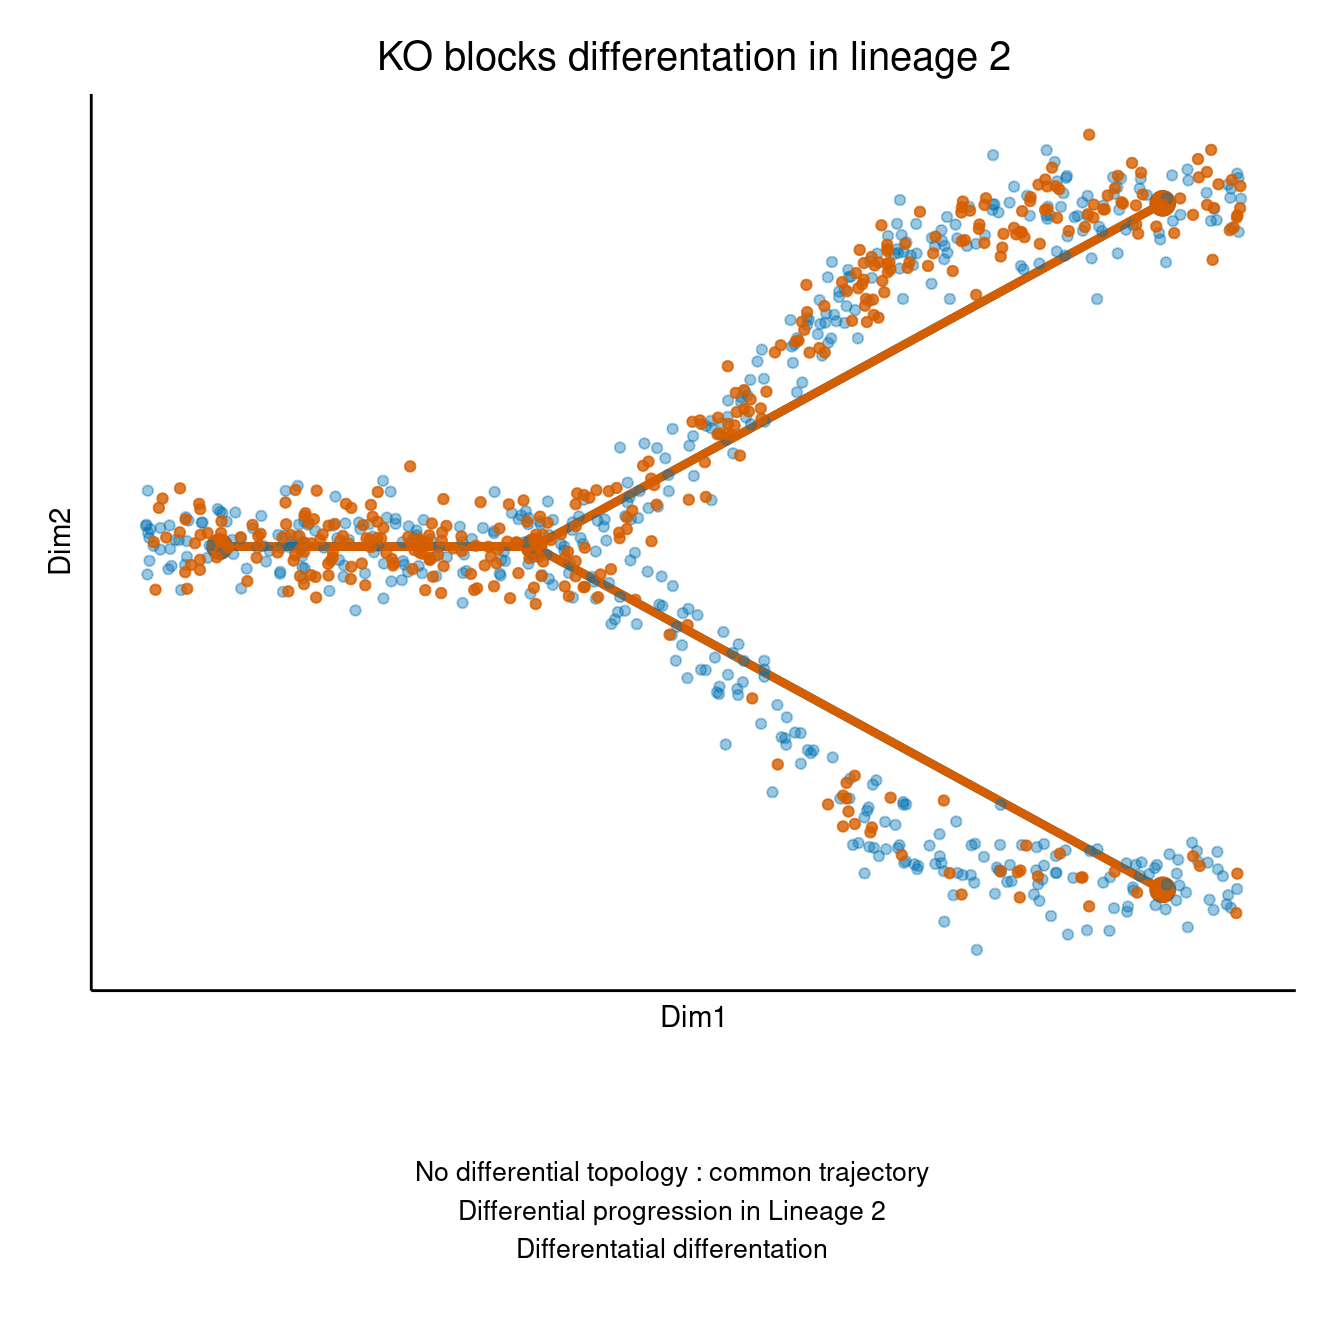 KO blocks differentation in lineage 2
Dim2
Dim1
No differential topology : common trajectory
Differential progression in Lineage 2
Differentatial differentation